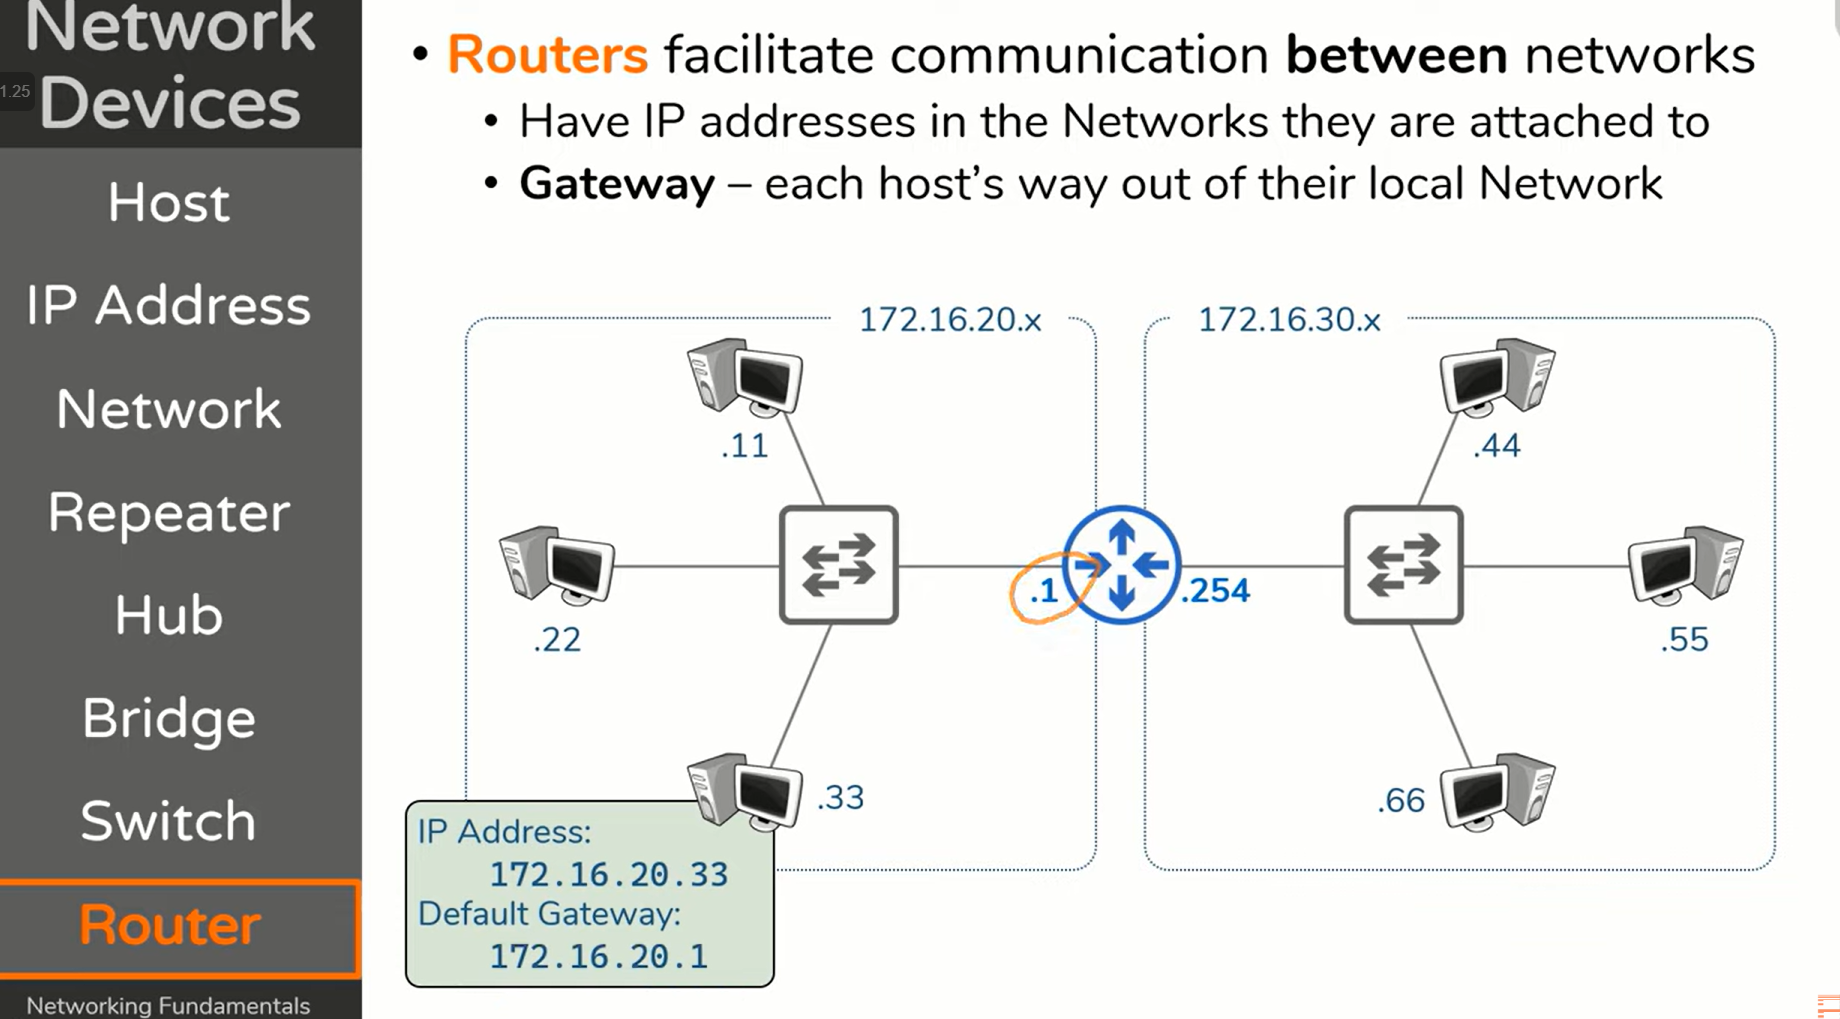 Network
Devices
1.25
Host
IP Address
Network
Repeater
Hub
Bridge
Switch
Router
Networking Fundamentals
• Routers facilitate communication between networks
• Have IP addresses in the Networks they are attached to
• Gateway – each host's way out of their local Network
172.16.20.x
172.16.30.x
.11
.44
.1
.254
.22
.55
.33
.66
IP Address:
172.16.20.33
Default Gateway:
172.16.20.1